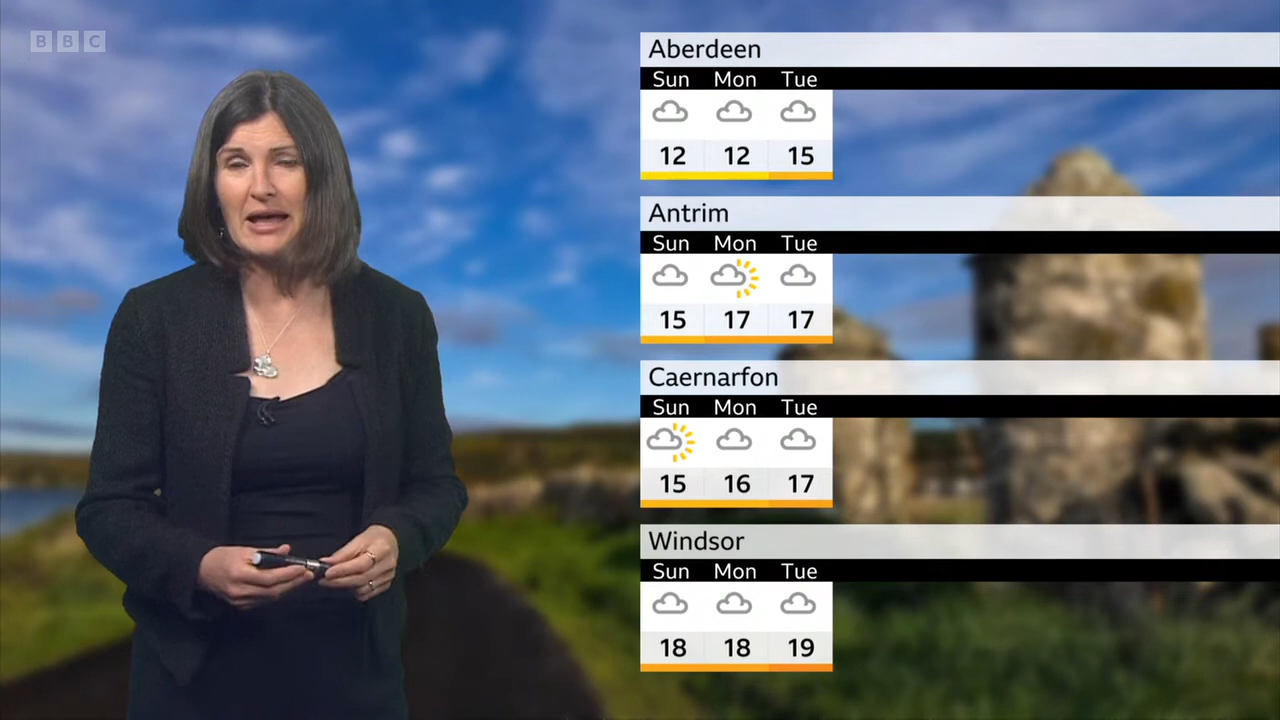 BBC
Aberdeen
Sun Mon Tue
12 12 15
Antrim
Sun Mon Tue
15 17 17
Caernarfon
Sun Mon Tue
15 16 17
Windsor
Sun Mon Tue
18 18 19